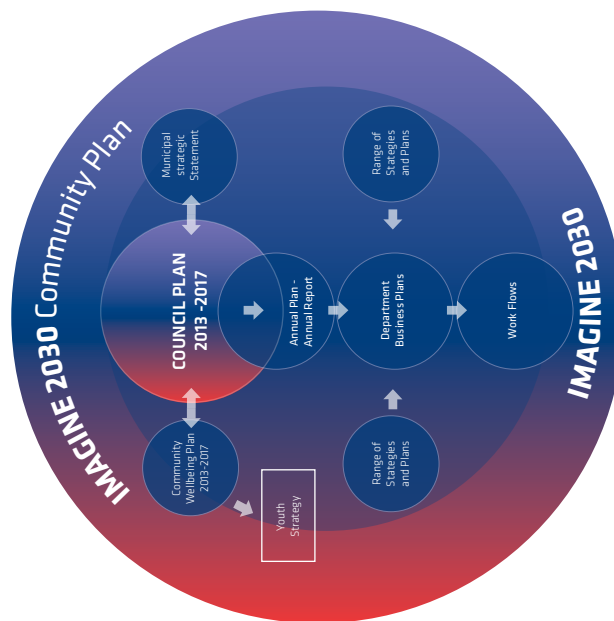 IMAGINE 2030 Community Plan
Municipal
strategic
Statement
Range of
Stategies
and Plans
COUNCIL PLAN
2013 -2017
Annual Plan -
Annual Report
Department
Business Plans
Work Flows
IMAGINE 2030
Community
Wellbeing Plan
2013-2017
Youth
Strategy
Range of
Stategies
and Plans